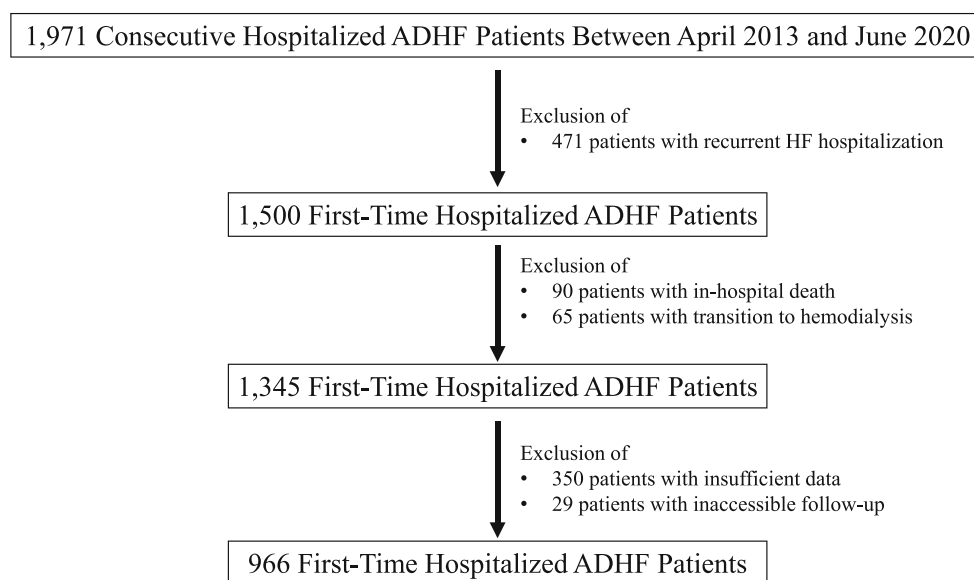 1,971 Consecutive Hospitalized ADHF Patients Between April 2013 and June 2020
Exclusion of
• 471 patients with recurrent HF hospitalization
1,500 First-Time Hospitalized ADHF Patients
Exclusion of
• 90 patients with in-hospital death
• 65 patients with transition to hemodialysis
1,345 First-Time Hospitalized ADHF Patients
Exclusion of
• 350 patients with insufficient data
• 29 patients with inaccessible follow-up
966 First-Time Hospitalized ADHF Patients